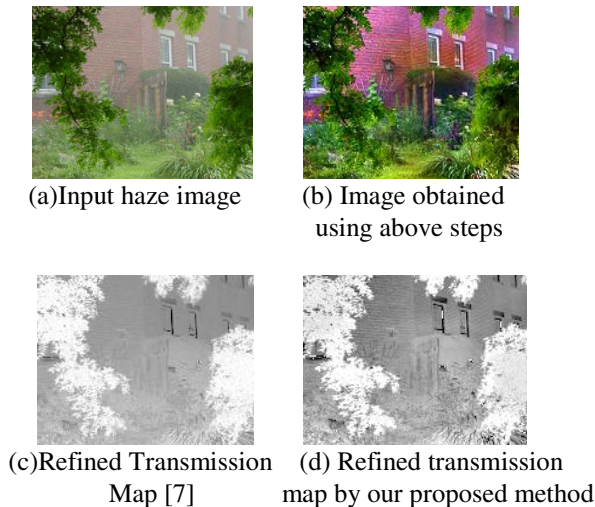 (a)Input haze image
(b) Image obtained
using above steps
(c)Refined Transmission
Map [7]
(d) Refined transmission
map by our proposed method